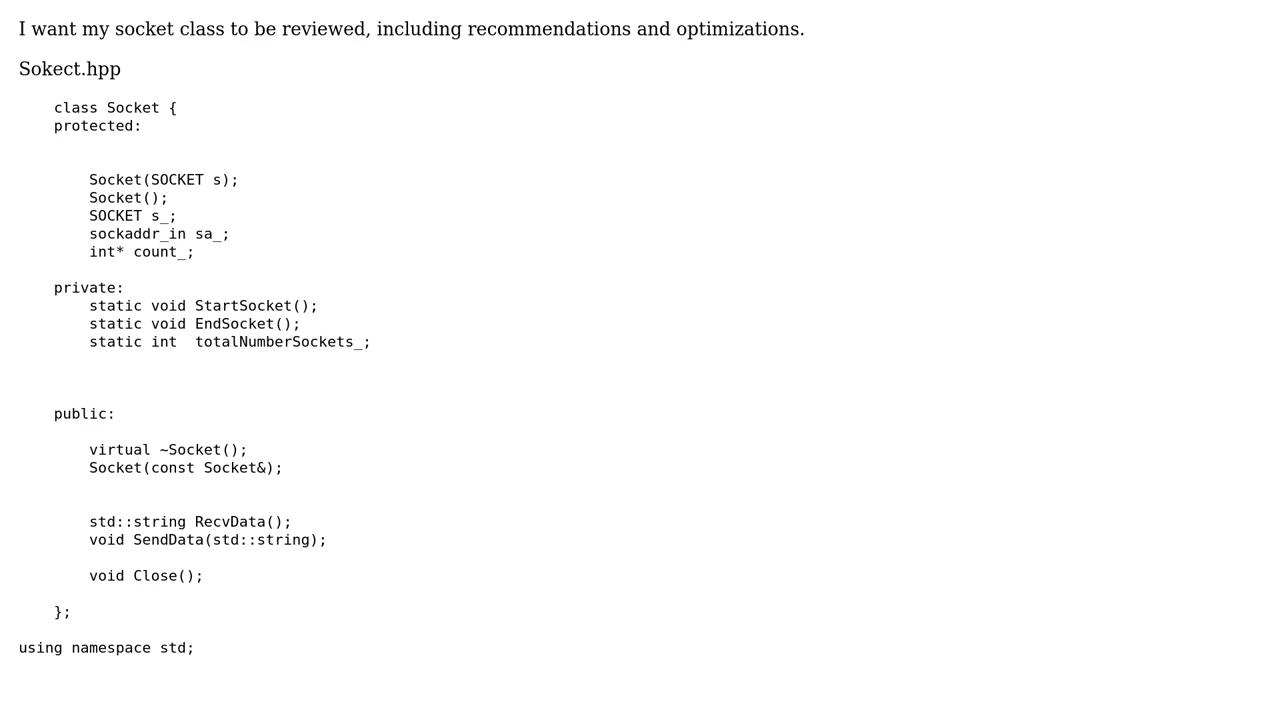 I want my socket class to be reviewed, including recommendations and optimizations.
Sokect.hpp
class Socket {
protected:
Socket(SOCKET s);
Socket();
SOCKET s_;
sockaddr_in sa_;
int* count_;
private:
static void StartSocket();
static void EndSocket();
static int  totalNumberSockets_;
public:
virtual ~Socket();
Socket(const Socket&);
std::string RecvData();
void SendData(std::string);
void Close();
};
using namespace std;